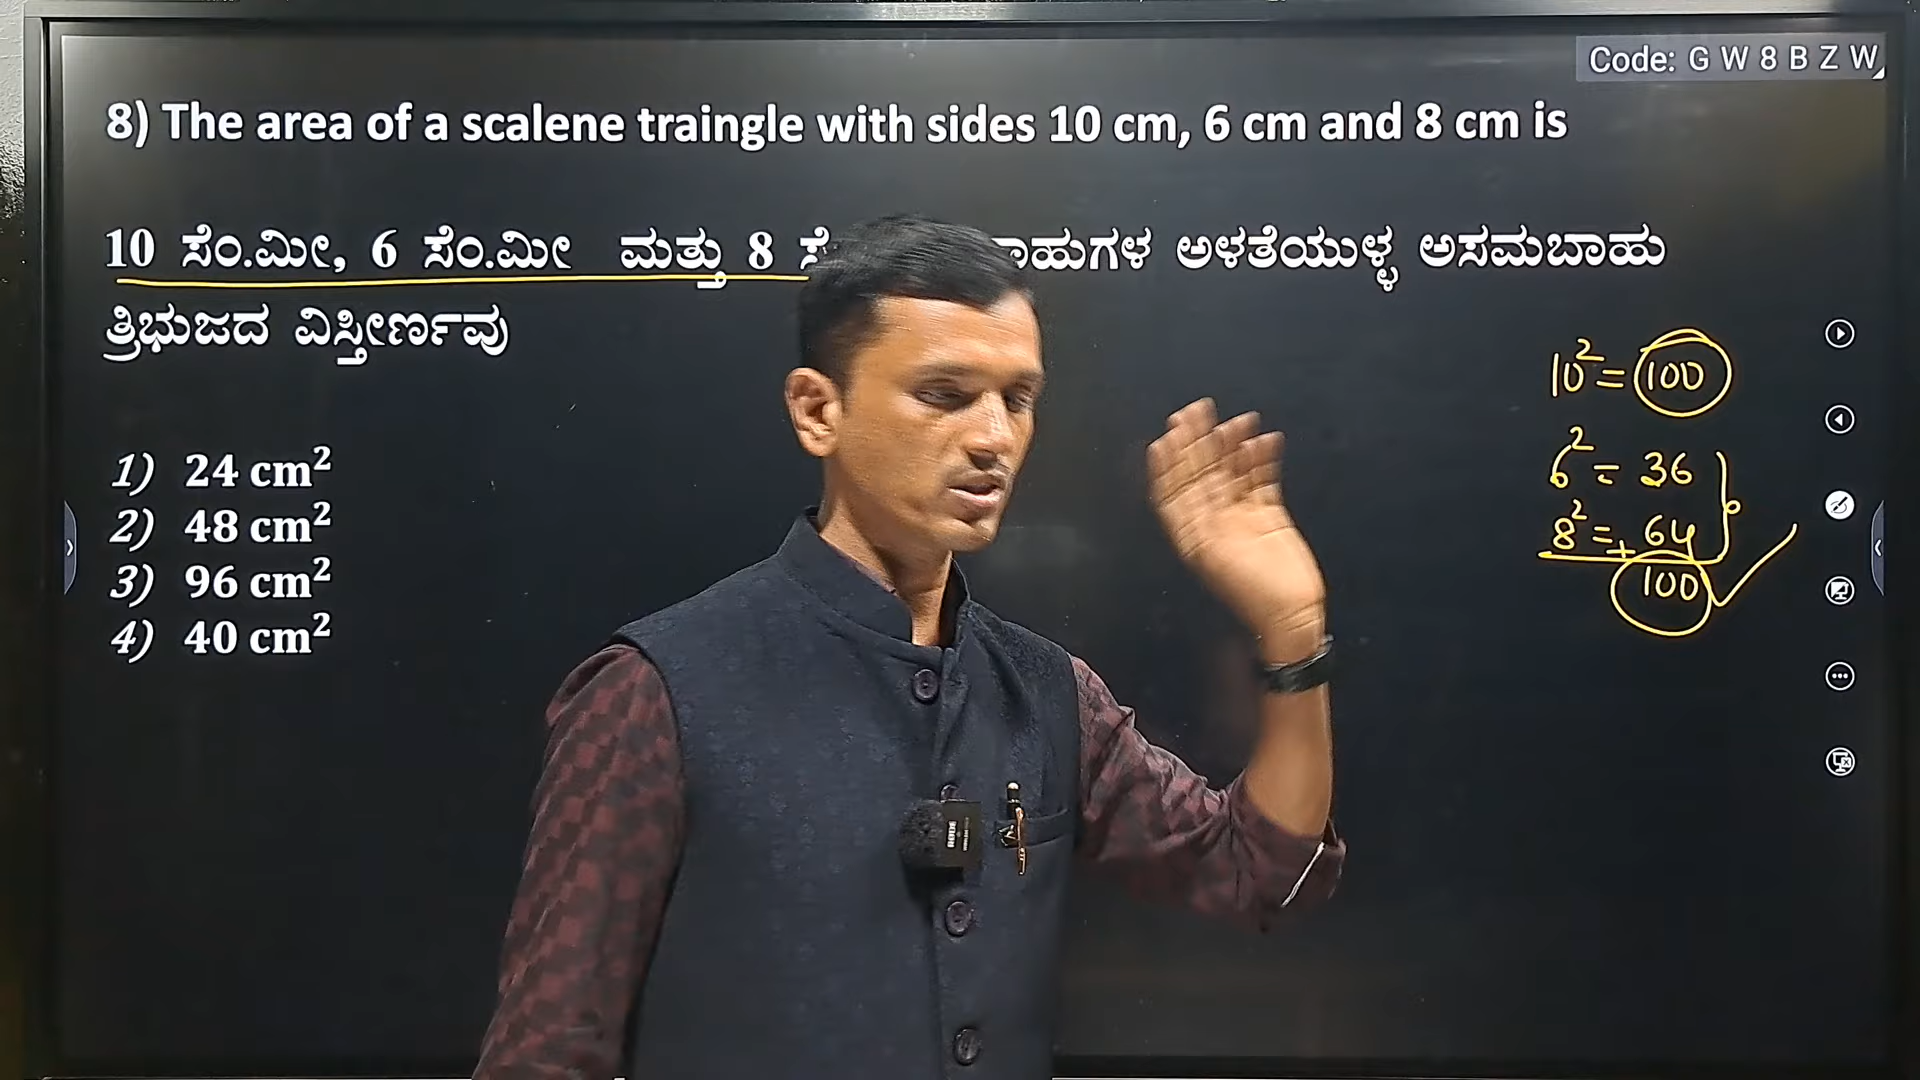 Code: G W 8 B Z W
8) The area of a scalene traingle with sides 10 cm, 6 cm and 8 cm is
10 ಸೆಂ.ಮೀ, 6 ಸೆಂ.ಮೀ ಮತ್ತು 8 ಅಳತೆಯುಳ್ಳ ಅಸಮಬಾಹು
ತ್ರಿಭುಜದ ವಿಸ್ತೀರ್ಣವು
1) 24 cm²
2) 48 cm²
3) 96 cm²
4) 40 cm²
10² = 100
6² = 36
8² = + 64
100
RODE